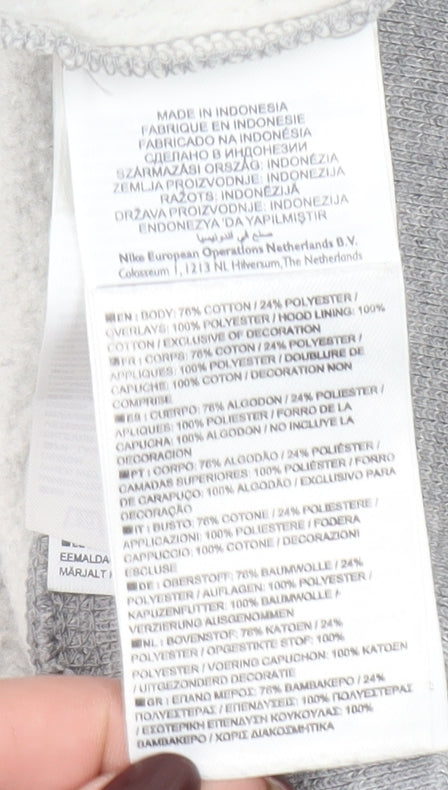 MADE IN INDONESIA
FABRIQUE EN INDONESIE
FABRICADO NA INDONÉSIA
СДЕЛАНО В ИНДОНЕЗИИ
SZÁRMAZÁSI ORSZÁG: INDONÉZIA
ZEMLJA PROIZVODNJE: INDONEZIJA
RAŽOTS: INDONĒZIJĀ
DRŽAVA PROIZVODNJE: INDONEZIJA
ENDONEZYA 'DA YAPILMIŞTIR
صنع في اندونيسيا
Nike European Operations Netherlands B.V.
Colosseum 1, 1213 NL Hilversum, The Netherlands
EN : BODY: 76% COTTON / 24% POLYESTER /
OVERLAYS: 100% POLYESTER / HOOD LINING: 100%
COTTON / EXCLUSIVE OF DECORATION
FR : CORPS: 76% COTON / 24% POLYESTER /
APPLIQUES: 100% POLYESTER / DOUBLURE DE
CAPUCHE: 100% COTON / DECORATION NON
COMPRISE
ES : CUERPO: 76% ALGODON / 24% POLIESTER /
APLIQUES: 100% POLIESTER / FORRO DE LA
CAPUCHA: 100% ALGODON / NO INCLUYE LA
DECORACION
PT : CORPO: 76% ALGODÃO / 24% POLIÉSTER /
CAMADAS SUPERIORES: 100% POLIÉSTER / FORRO
DE CARAPUÇO: 100% ALGODÃO / EXCLUSIVO PARA
DECORAÇÃO
IT : BUSTO: 76% COTONE / 24% POLIESTERE /
APPLICAZIONI: 100% POLIESTERE / FODERA
CAPPUCCIO: 100% COTONE / DECORAZIONI
ESCLUSE
DE : OBERSTOFF: 76% BAUMWOLLE / 24%
POLYESTER / AUFLAGEN: 100% POLYESTER /
KAPUZENFUTTER: 100% BAUMWOLLE /
VERZIERUNG AUSGENOMMEN
NL : BOVENSTOF: 76% KATOEN / 24%
POLYESTER / OPGESTIKTE STOF: 100%
POLYESTER / VOERING CAPUCHON: 100% KATOEN
/ UITGEZONDERD DECORATIE
GR : ΕΠΑΝΩ ΜΕΡΟΣ: 76% ΒΑΜΒΑΚΕΡΟ / 24%
ΠΟΛΥΕΣΤΕΡΑΣ / ΕΠΕΝΔΥΣΕΙΣ: 100% ΠΟΛΥΕΣΤΕΡΑΣ
/ ΕΣΩΤΕΡΙΚΗ ΕΠΕΝΔΥΣΗ ΚΟΥΚΟΥΛΑΣ: 100%
ΒΑΜΒΑΚΕΡΟ / ΧΩΡΙΣ ΔΙΑΚΟΣΜΗΤΙΚΑ
EEMALDA
MÄRJALT